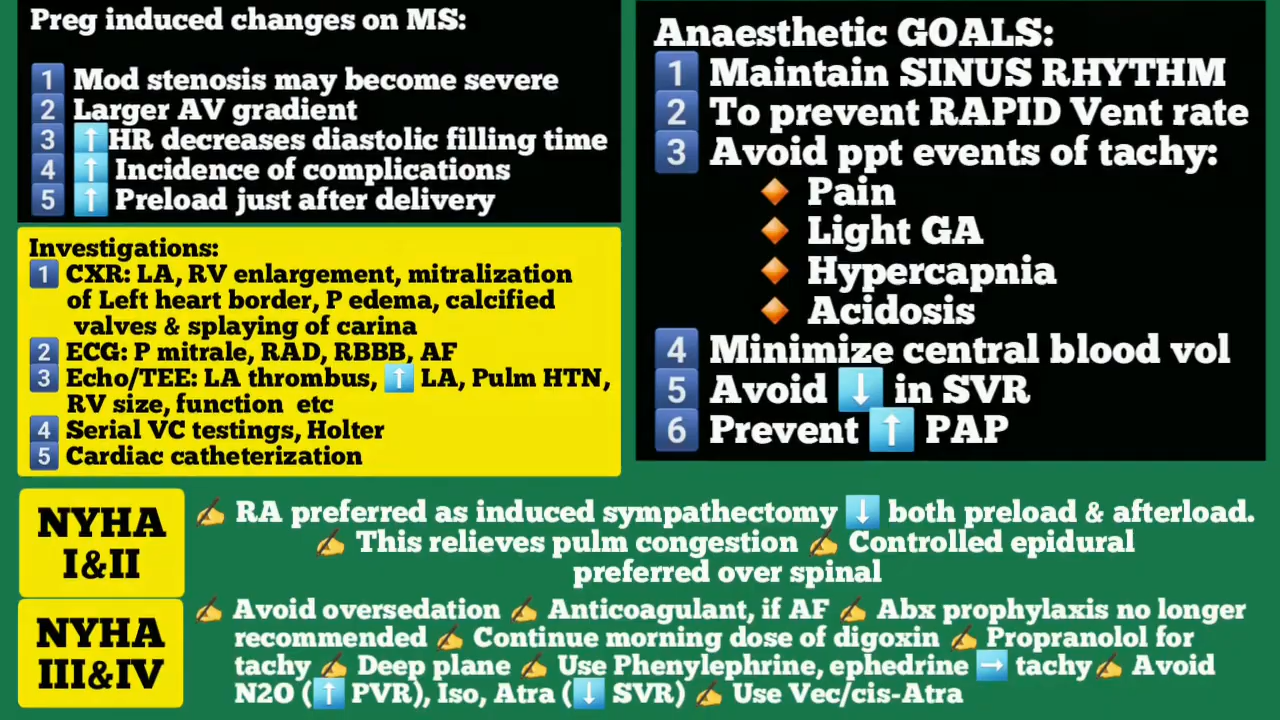 Preg induced changes on MS:
1 Mod stenosis may become severe
2 Larger AV gradient
3 ↑HR decreases diastolic filling time
4 ↑ Incidence of complications
5 ↑ Preload just after delivery
Investigations:
1 CXR: LA, RV enlargement, mitralization
of Left heart border, P edema, calcified
valves & splaying of carina
2 ECG: P mitrale, RAD, RBBB, AF
3 Echo/TEE: LA thrombus, ↑ LA, Pulm HTN,
RV size, function etc
4 Serial VC testings, Holter
5 Cardiac catheterization
Anaesthetic GOALS:
1 Maintain SINUS RHYTHM
2 To prevent RAPID Vent rate
3 Avoid ppt events of tachy:
🔸 Pain
🔸 Light GA
🔸 Hypercapnia
🔸 Acidosis
4 Minimize central blood vol
5 Avoid ↓ in SVR
6 Prevent ↑ PAP
NYHA
I&II
✍ RA preferred as induced sympathectomy ↓ both preload & afterload.
✍ This relieves pulm congestion ✍ Controlled epidural
preferred over spinal
NYHA
III&IV
✍ Avoid oversedation ✍ Anticoagulant, if AF ✍ Abx prophylaxis no longer
recommended ✍ Continue morning dose of digoxin ✍ Propranolol for
tachy ✍ Deep plane ✍ Use Phenylephrine, ephedrine → tachy ✍ Avoid
N2O (↑ PVR), Iso, Atra (↓ SVR) ✍ Use Vec/cis-Atra